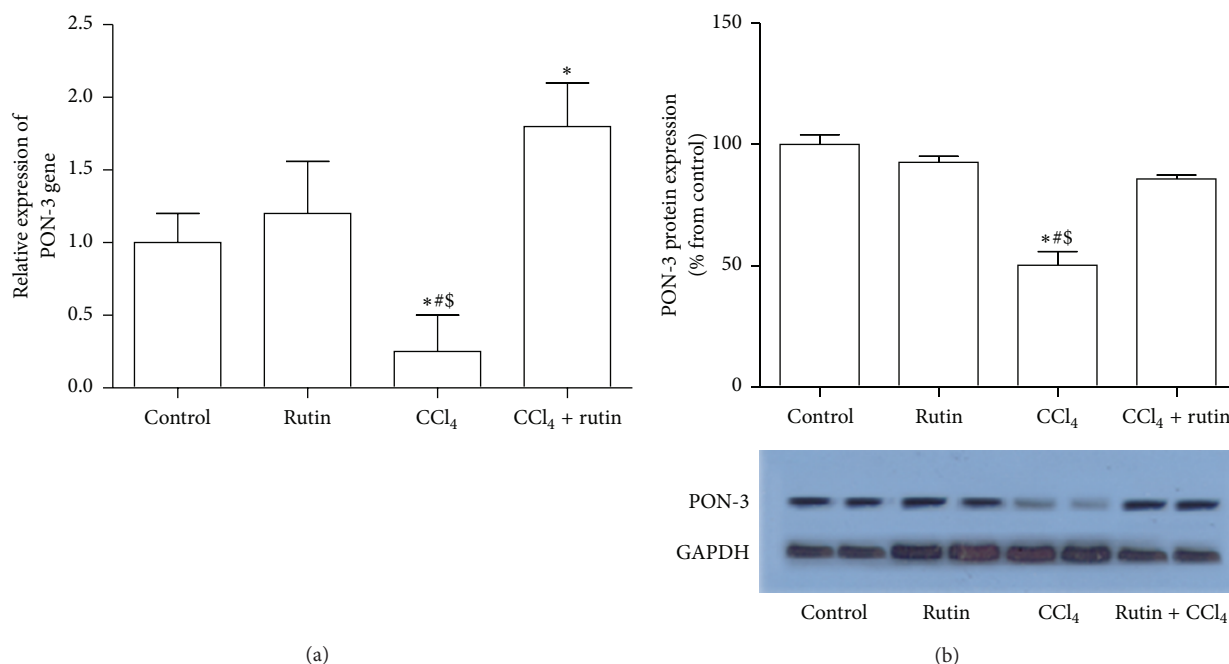 Relative expression of
PON-3 gene
2.5
2.0
1.5
1.0
0.5
0.0
*
*#$
Control
Rutin
CCl₄
CCl₄ + rutin
(a)
PON-3 protein expression
(% from control)
150
100
50
0
*#$
Control
Rutin
CCl₄
CCl₄ + rutin
PON-3
GAPDH
Control
Rutin
CCl₄
Rutin + CCl₄
(b)